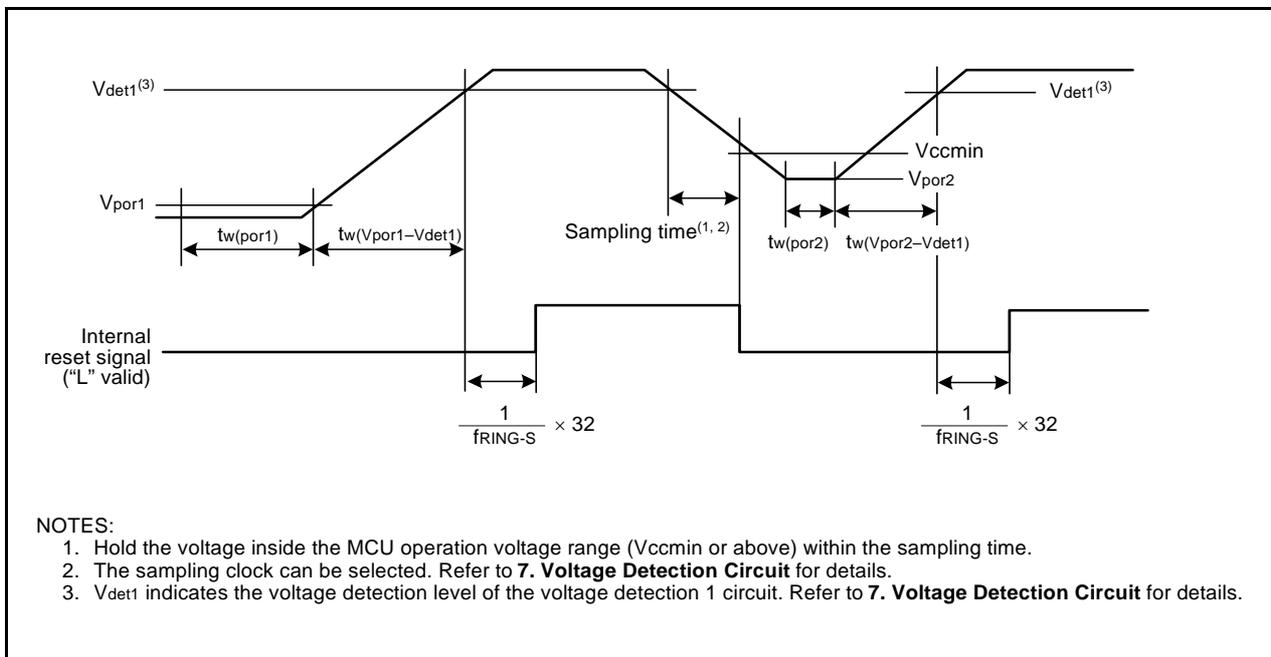 Vdet1(3)
Vdet1(3)
Vccmin
Vpor2
Vpor1
tw(por1)
tw(Vpor1–Vdet1)
Sampling time(1, 2)
tw(por2)
tw(Vpor2–Vdet1)
Internal
reset signal
(“L” valid)
1
fRING-S
× 32
1
fRING-S
× 32
NOTES:
1. Hold the voltage inside the MCU operation voltage range (Vccmin or above) within the sampling time.
2. The sampling clock can be selected. Refer to 7. Voltage Detection Circuit for details.
3. Vdet1 indicates the voltage detection level of the voltage detection 1 circuit. Refer to 7. Voltage Detection Circuit for details.